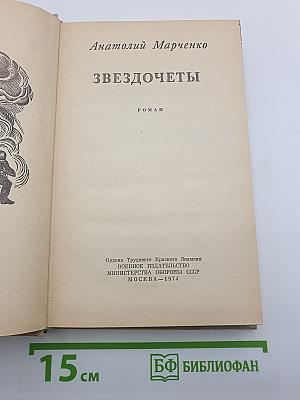 Анатолий Марченко
ЗВЕЗДОЧЕТЫ
РОМАН
Ордена Трудового Красного Знамени
ВОЕННОЕ ИЗДАТЕЛЬСТВО
МИНИСТЕРСТВА ОБОРОНЫ СССР
МОСКВА—1974
15 см
БФ БИБЛИОФАН